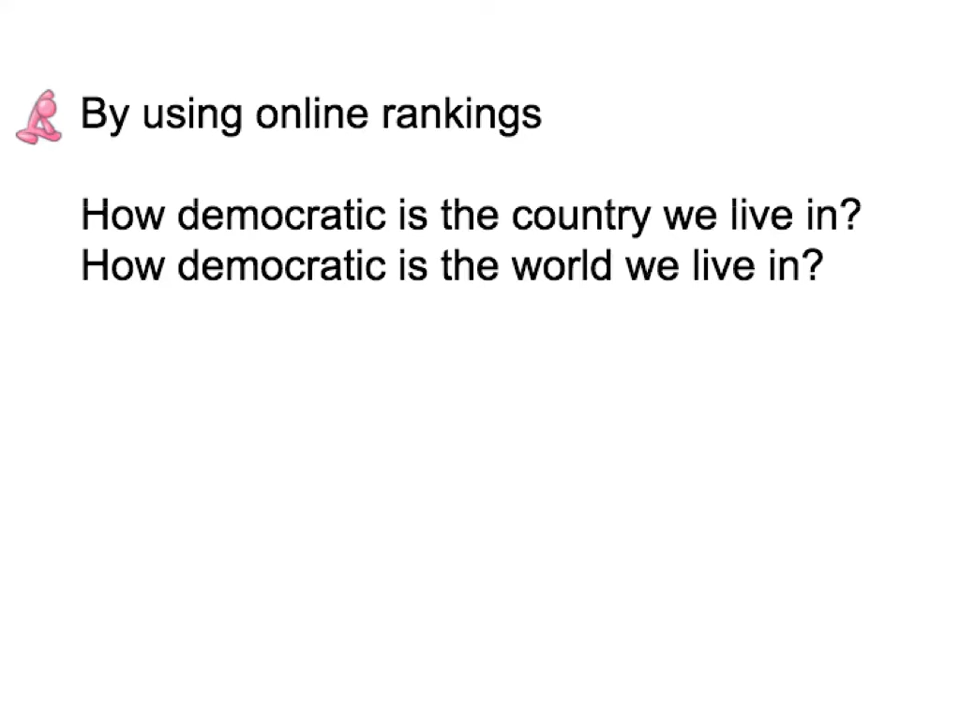 By using online rankings
How democratic is the country we live in?
How democratic is the world we live in?